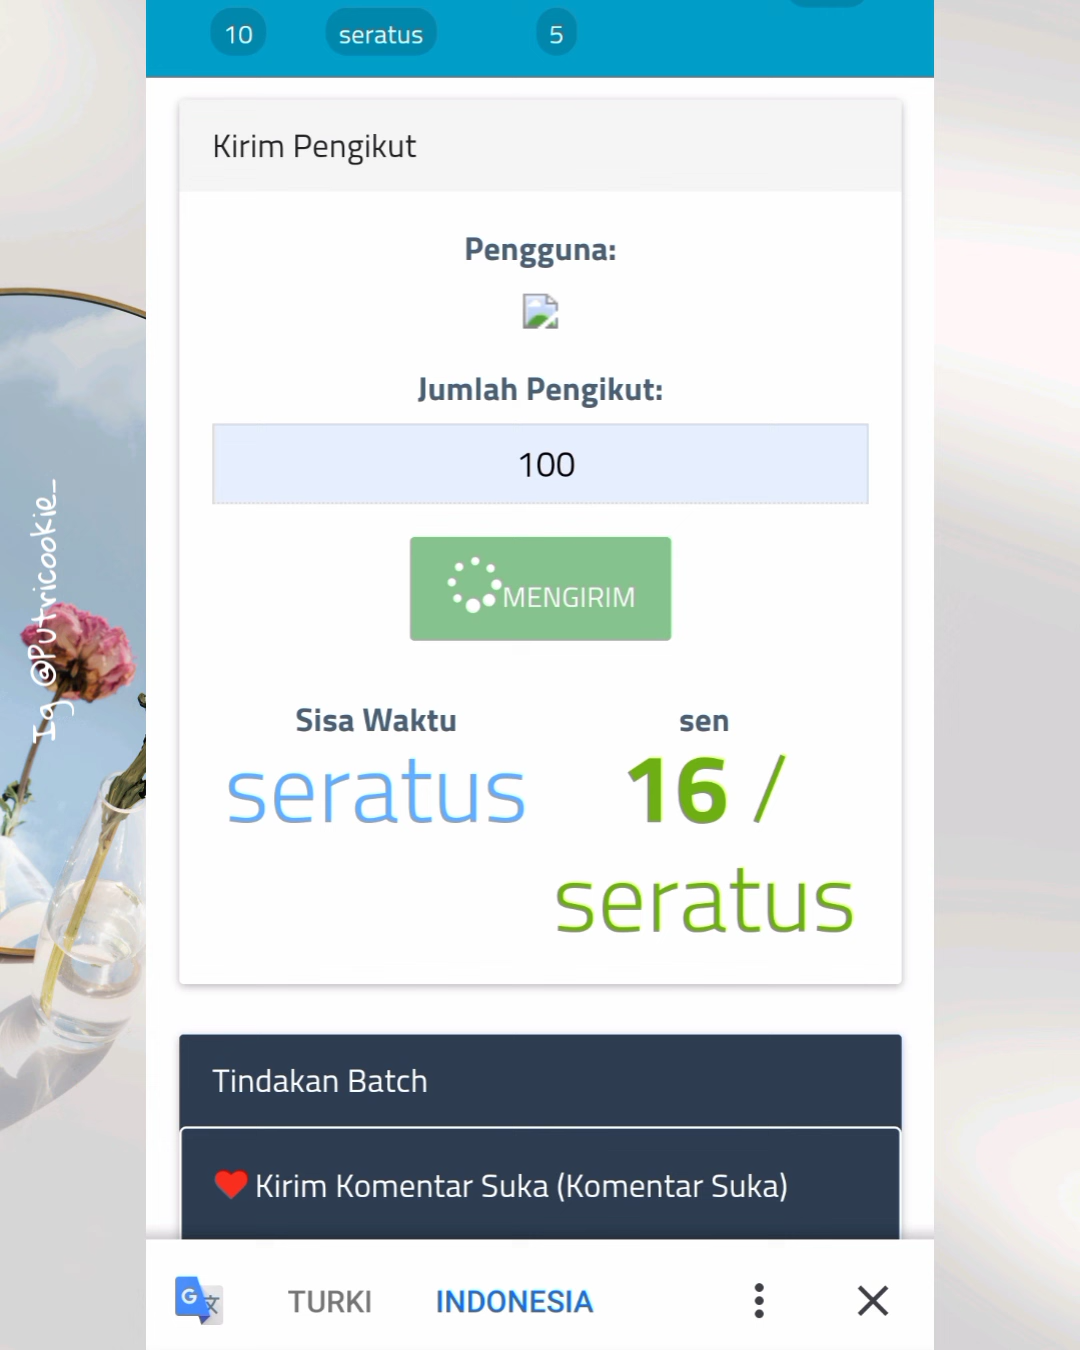 10 seratus 5
Kirim Pengikut
Pengguna:
Jumlah Pengikut:
100
MENGIRIM
Sisa Waktu
seratus
sen
16 /
seratus
Tindakan Batch
Kirim Komentar Suka (Komentar Suka)
G 文 TURKI INDONESIA
Ig @Putricookie_